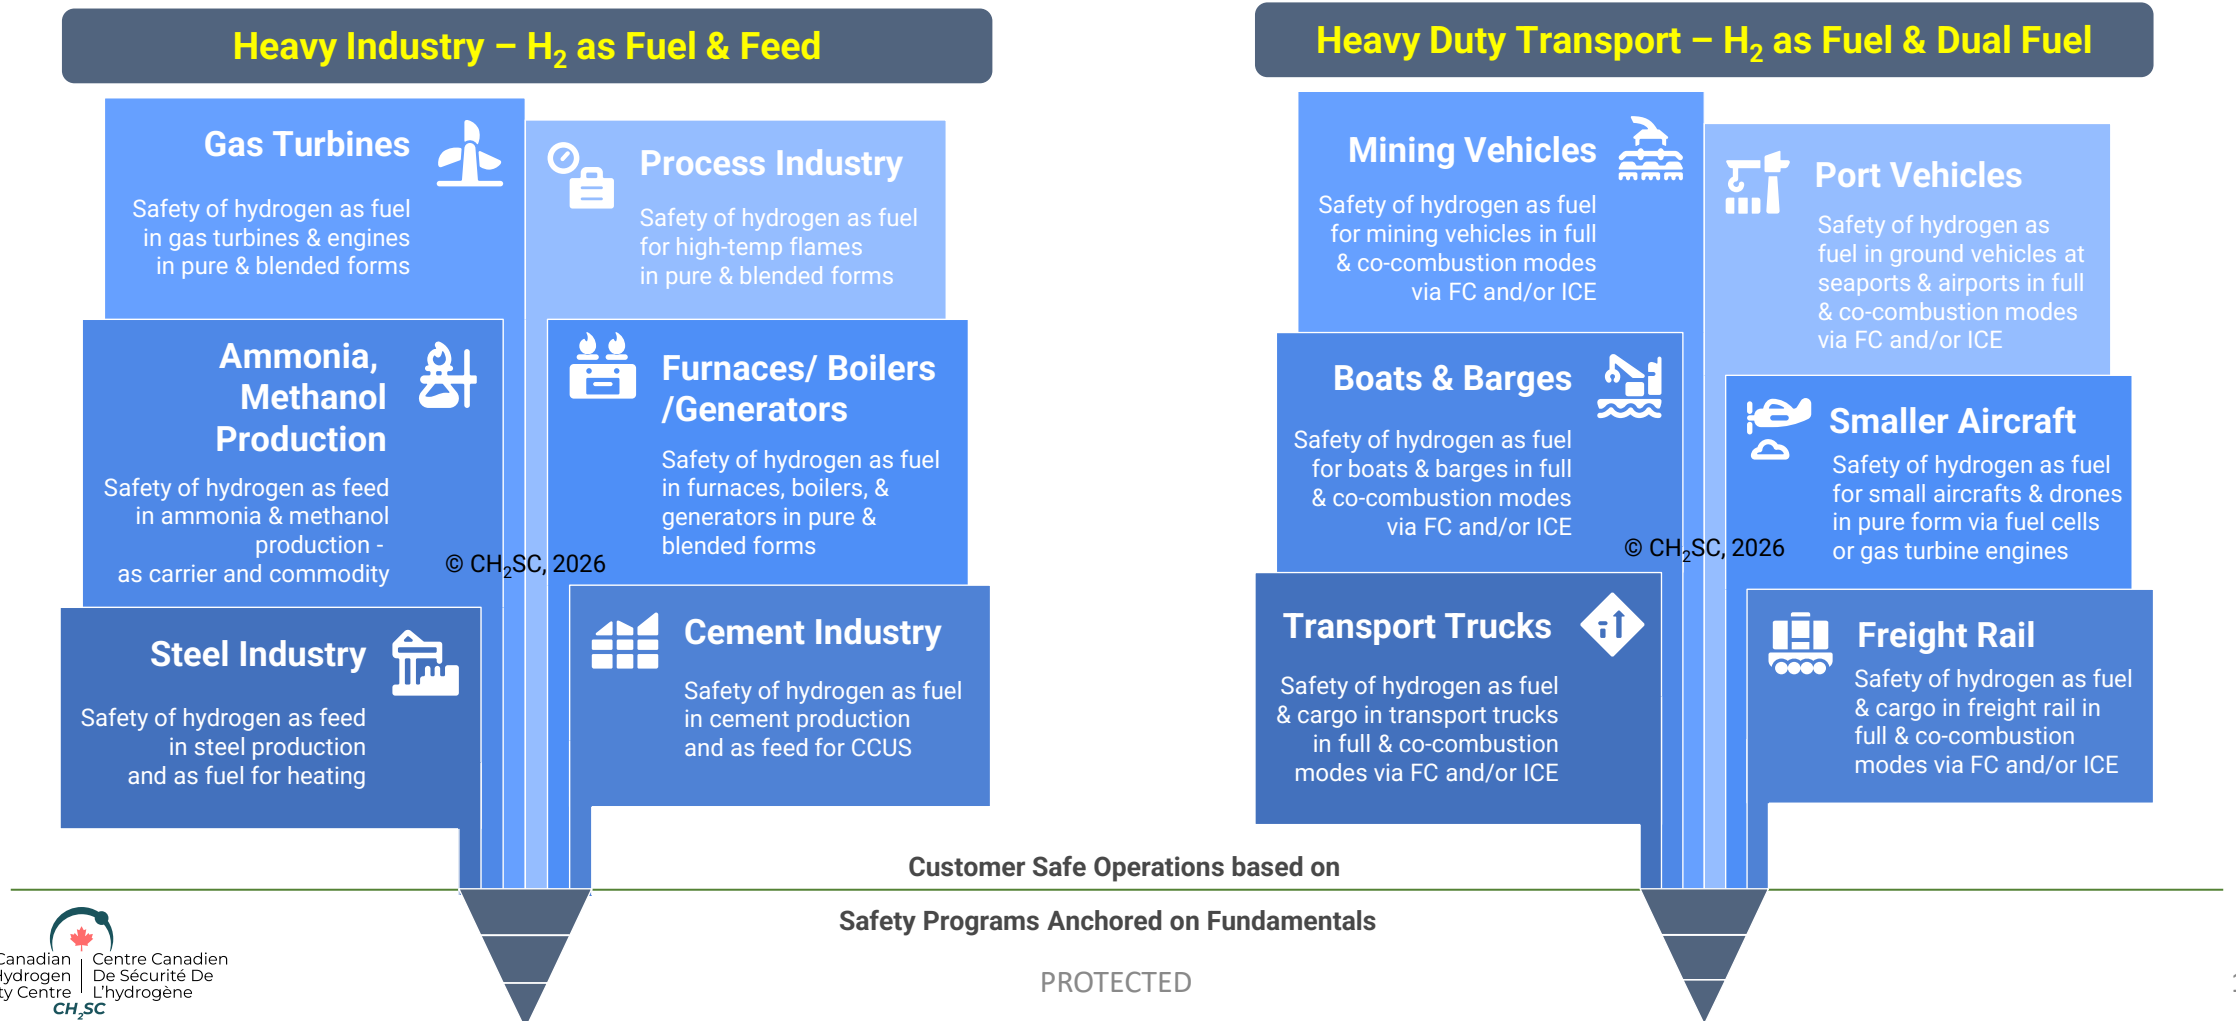 Heavy Industry – H₂ as Fuel & Feed
Gas Turbines
Safety of hydrogen as fuel
in gas turbines & engines
in pure & blended forms
Process Industry
Safety of hydrogen as fuel
for high-temp flames
in pure & blended forms
Ammonia,
Methanol
Production
Safety of hydrogen as feed
in ammonia & methanol
production -
as carrier and commodity
Furnaces/ Boilers
/Generators
Safety of hydrogen as fuel
in furnaces, boilers, &
generators in pure &
blended forms
© CH₂SC, 2026
Steel Industry
Safety of hydrogen as feed
in steel production
and as fuel for heating
Cement Industry
Safety of hydrogen as fuel
in cement production
and as feed for CCUS
Heavy Duty Transport – H₂ as Fuel & Dual Fuel
Mining Vehicles
Safety of hydrogen as fuel
for mining vehicles in full
& co-combustion modes
via FC and/or ICE
Port Vehicles
Safety of hydrogen as
fuel in ground vehicles at
seaports & airports in full
& co-combustion modes
via FC and/or ICE
Boats & Barges
Safety of hydrogen as fuel
for boats & barges in full
& co-combustion modes
via FC and/or ICE
Smaller Aircraft
Safety of hydrogen as fuel
for small aircrafts & drones
in pure form via fuel cells
or gas turbine engines
© CH₂SC, 2026
Transport Trucks
Safety of hydrogen as fuel
& cargo in transport trucks
in full & co-combustion
modes via FC and/or ICE
Freight Rail
Safety of hydrogen as fuel
& cargo in freight rail in
full & co-combustion
modes via FC and/or ICE
Customer Safe Operations based on
Safety Programs Anchored on Fundamentals
Canadian
Hydrogen
ty Centre
Centre Canadien
De Sécurité De
L'hydrogène
CH₂SC
PROTECTED